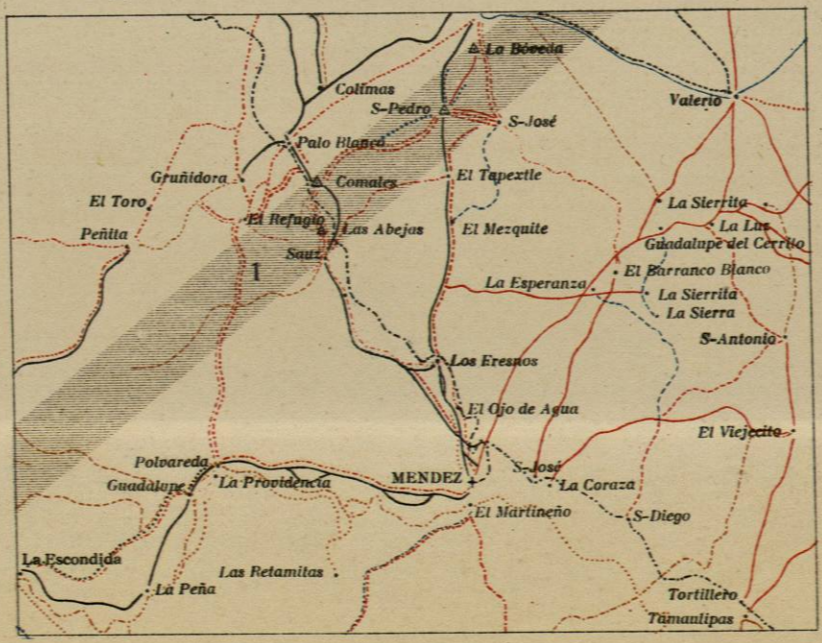 La Bóveda
Colimas
Valerio
S-Pedro
S-José
Palo Blanco
Gruñidora
Comales
El Tapextle
El Toro
La Sierrita
El Refugio
Las Abejas
El Mezquite
La Luz
Peñita
Guadalupe del Cerrito
Sauz
1
El Barranco Blanco
La Esperanza
La Sierrita
La Sierra
S-Antonio
Los Eresnos
El Ojo de Agua
El Viejecito
Polvareda
S-José
Guadalupe
La Providencia
MENDEZ
La Coraza
El Martineño
S-Diego
La Escondida
Las Retamitas
La Peña
Tortillero
Tamaulipas